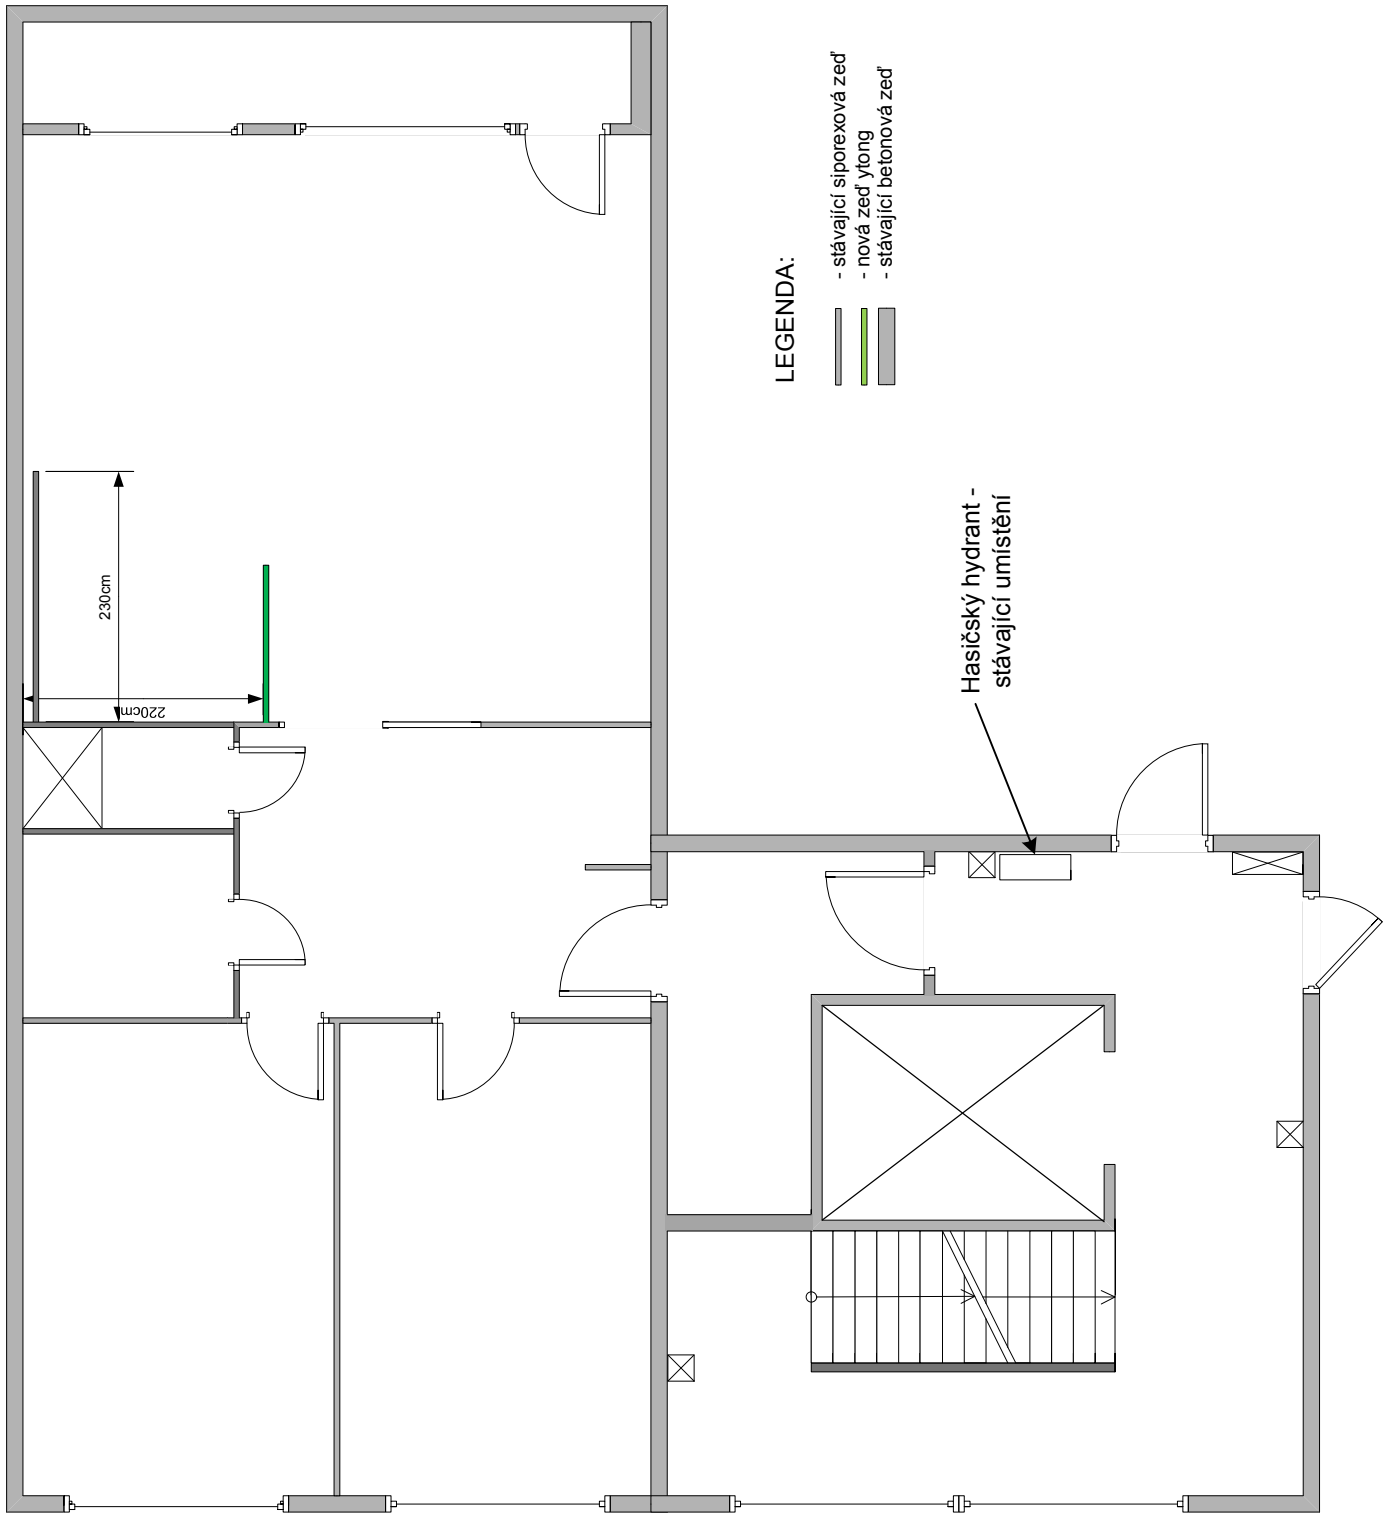 LEGENDA:
- stávající siporexová zeď
- nová zeď ytong
- stávající betonová zeď
230cm
220cm
Hasičský hydrant -
stávající umístění